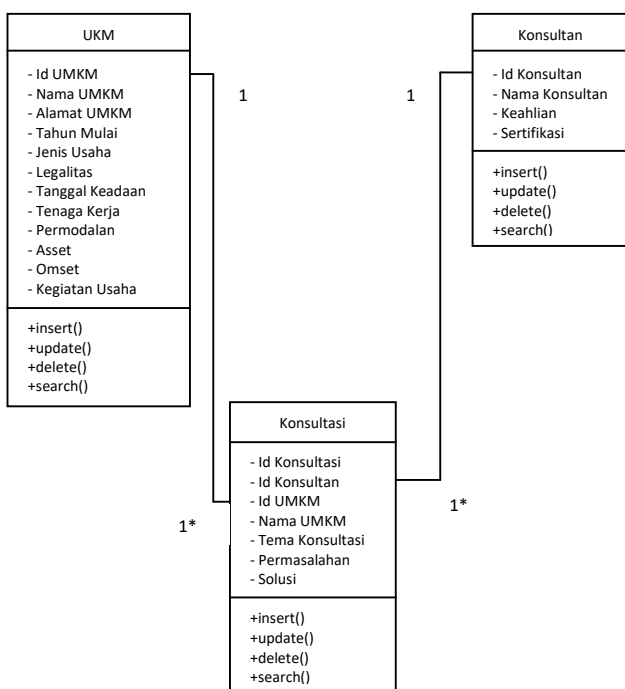 UKM
- Id UMKM
- Nama UMKM
- Alamat UMKM
- Tahun Mulai
- Jenis Usaha
- Legalitas
- Tanggal Keadaan
- Tenaga Kerja
- Permodalan
- Asset
- Omset
- Kegiatan Usaha
+insert()
+update()
+delete()
+search()
1
1
Konsultan
- Id Konsultan
- Nama Konsultan
- Keahlian
- Sertifikasi
+insert()
+update()
+delete()
+search()
1*
Konsultasi
- Id Konsultasi
- Id Konsultan
- Id UMKM
- Nama UMKM
- Tema Konsultasi
- Permasalahan
- Solusi
+insert()
+update()
+delete()
+search()
1*